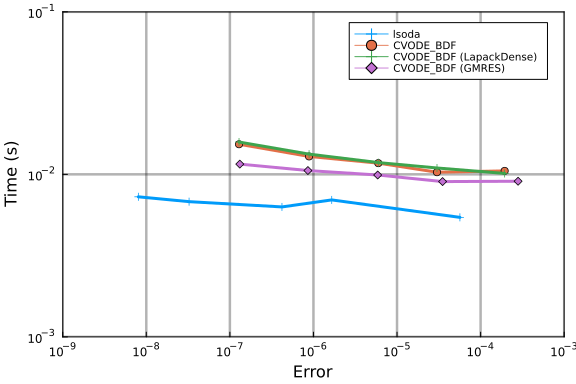 10⁻¹
lsoda
CVODE_BDF
CVODE_BDF (LapackDense)
CVODE_BDF (GMRES)
Time (s)
10⁻²
10⁻³
10⁻⁹ 10⁻⁸ 10⁻⁷ 10⁻⁶ 10⁻⁵ 10⁻⁴ 10⁻³
Error